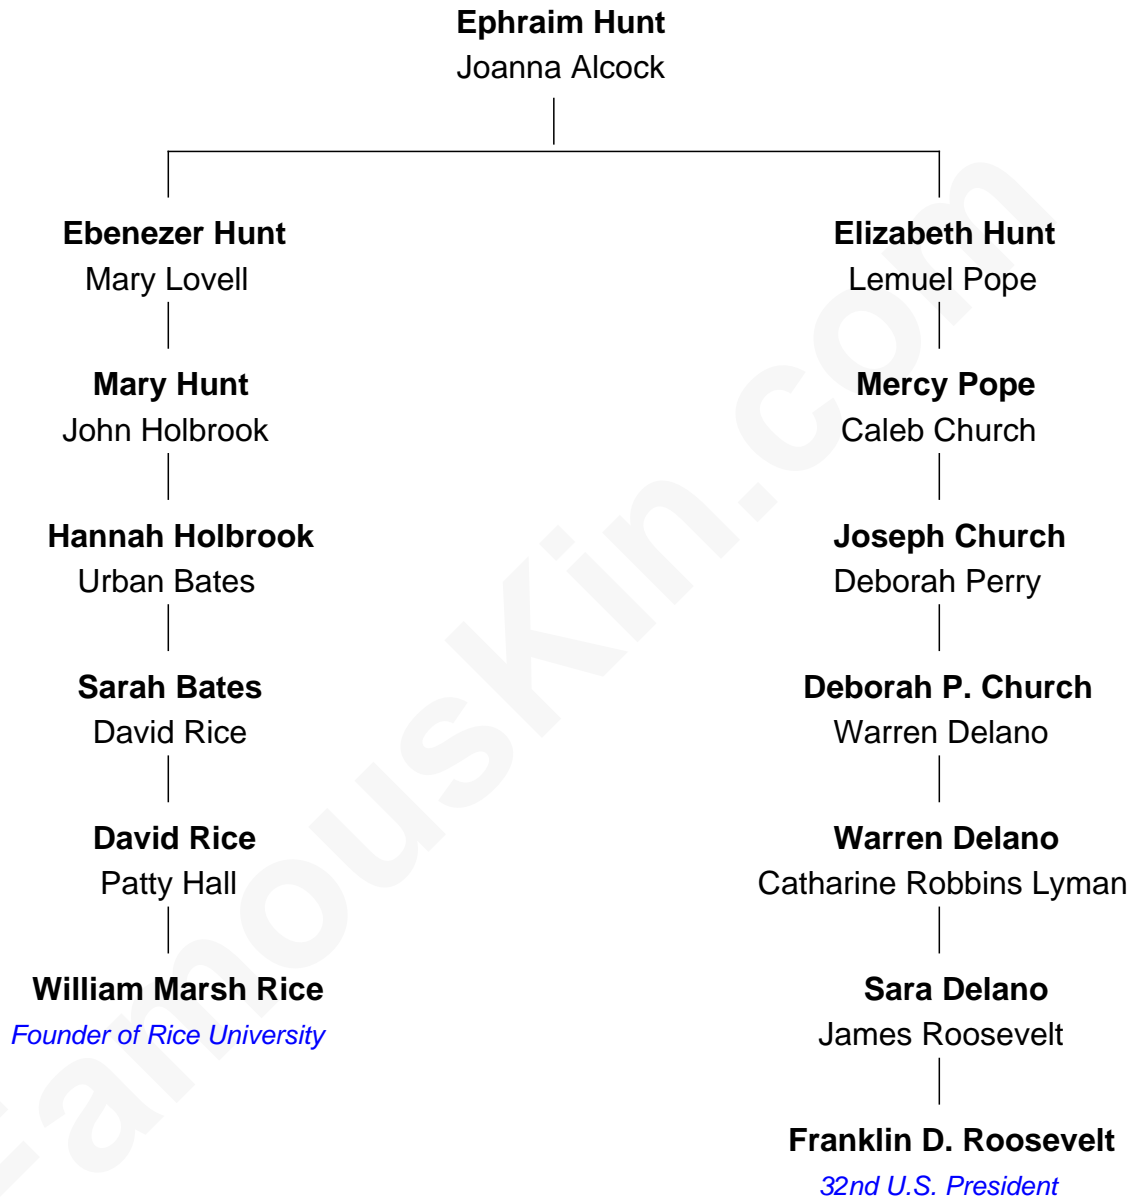 Ephraim Hunt
Joanna Alcock
Ebenezer Hunt
Mary Lovell
Mary Hunt
John Holbrook
Hannah Holbrook
Urban Bates
Sarah Bates
David Rice
David Rice
Patty Hall
William Marsh Rice
Founder of Rice University
Elizabeth Hunt
Lemuel Pope
Mercy Pope
Caleb Church
Joseph Church
Deborah Perry
Deborah P. Church
Warren Delano
Warren Delano
Catharine Robbins Lyman
Sara Delano
James Roosevelt
Franklin D. Roosevelt
32nd U.S. President
FamousKin.com